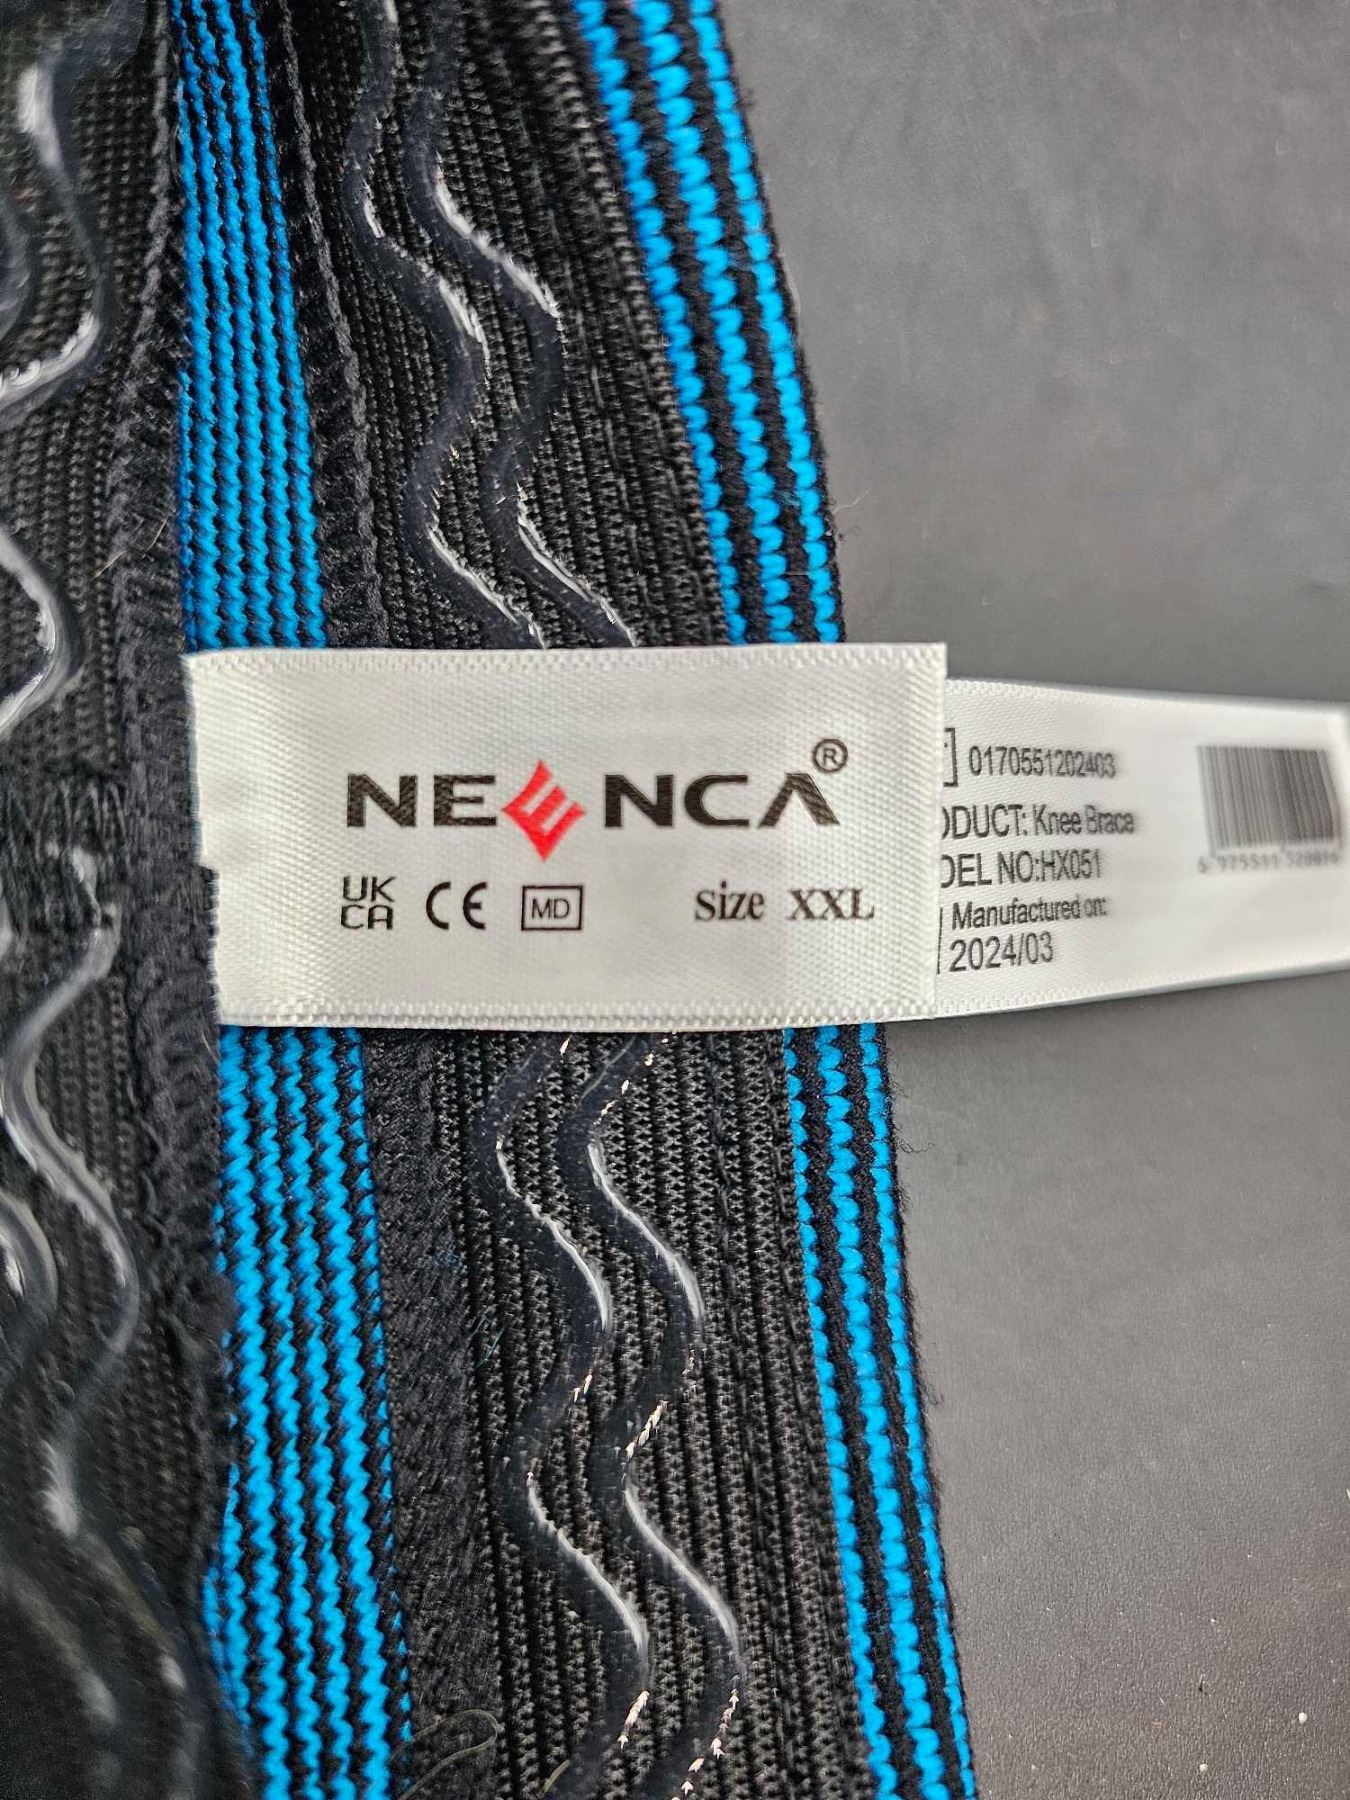 NEENCA®
UK
CA CE MD Size XXL
0170551202403
ODUCT: Knee Brace
DEL NO:HX051
Manufactured on:
2024/03